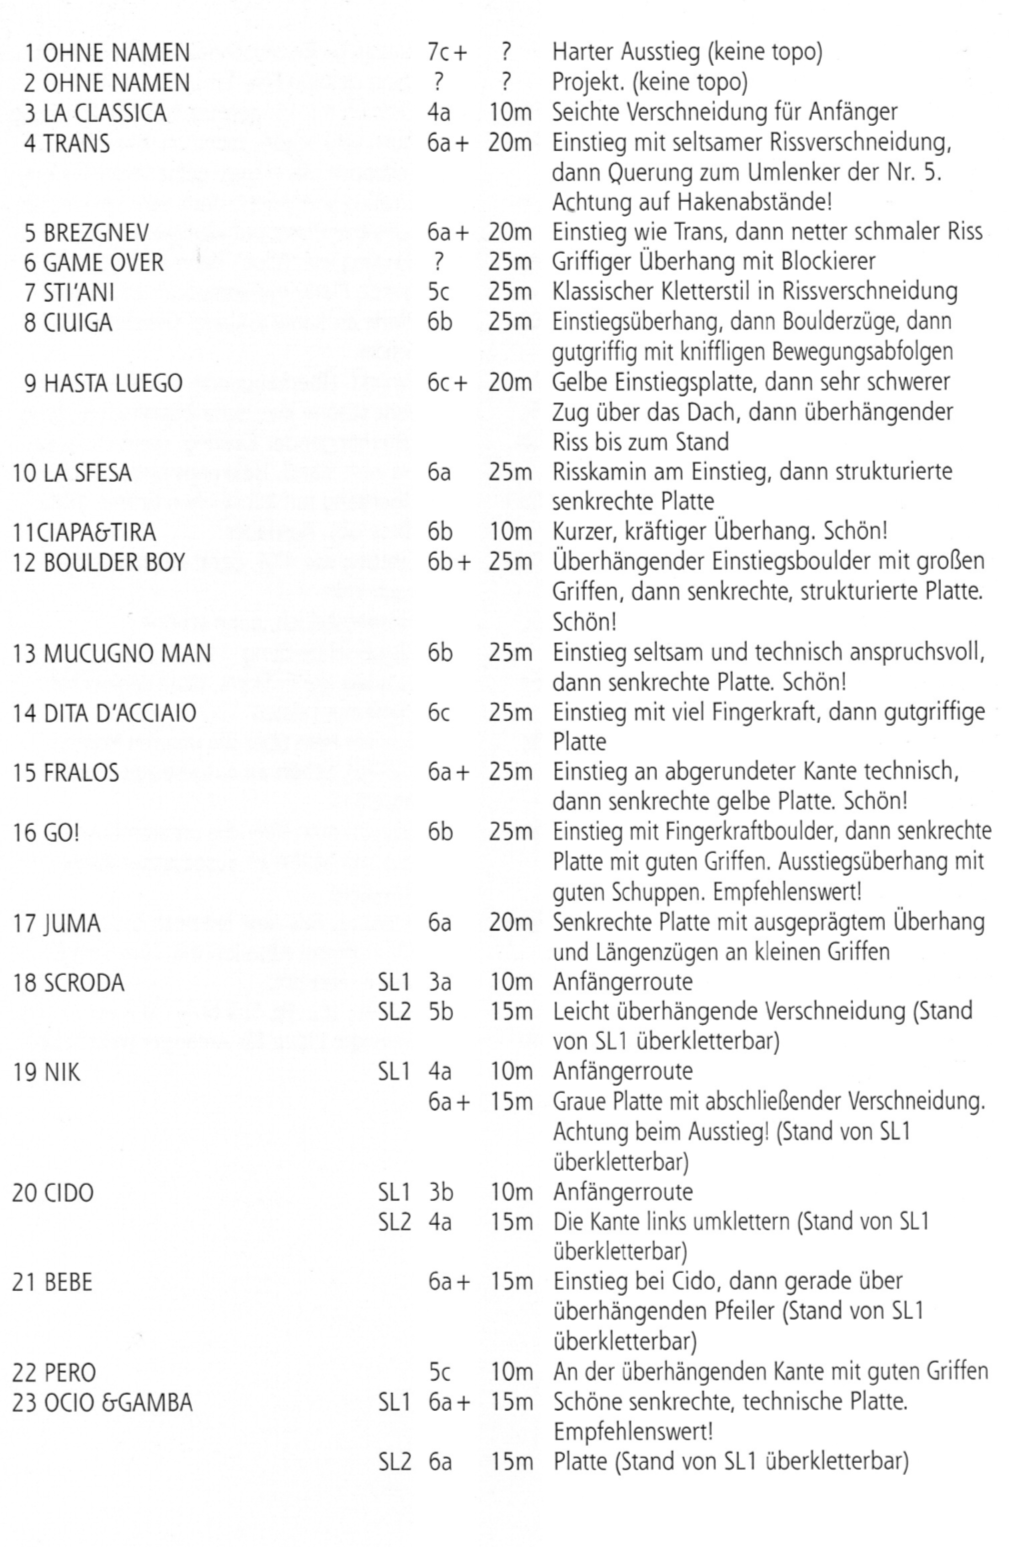 1 OHNE NAMEN 7c+ ? Harter Ausstieg (keine topo)
2 OHNE NAMEN ? ? Projekt. (keine topo)
3 LA CLASSICA 4a 10m Seichte Verschneidung für Anfänger
4 TRANS 6a+ 20m Einstieg mit seltsamer Rissverschneidung,
dann Querung zum Umlenker der Nr. 5.
Achtung auf Hakenabstände!
5 BREZGNEV 6a+ 20m Einstieg wie Trans, dann netter schmaler Riss
6 GAME OVER ? 25m Griffiger Überhang mit Blockierer
7 STI'ANI 5c 25m Klassischer Kletterstil in Rissverschneidung
8 CIUIGA 6b 25m Einstiegsüberhang, dann Boulderzüge, dann
gutgriffig mit kniffligen Bewegungsabfolgen
9 HASTA LUEGO 6c+ 20m Gelbe Einstiegsplatte, dann sehr schwerer
Zug über das Dach, dann überhängender
Riss bis zum Stand
10 LA SFESA 6a 25m Risskamin am Einstieg, dann strukturierte
senkrechte Platte
11CIAPA&TIRA 6b 10m Kurzer, kräftiger Überhang. Schön!
12 BOULDER BOY 6b+ 25m Überhängender Einstiegsboulder mit großen
Griffen, dann senkrechte, strukturierte Platte.
Schön!
13 MUCUGNO MAN 6b 25m Einstieg seltsam und technisch anspruchsvoll,
dann senkrechte Platte. Schön!
14 DITA D'ACCIAIO 6c 25m Einstieg mit viel Fingerkraft, dann gutgriffige
Platte
15 FRALOS 6a+ 25m Einstieg an abgerundeter Kante technisch,
dann senkrechte gelbe Platte. Schön!
16 GO! 6b 25m Einstieg mit Fingerkraftboulder, dann senkrechte
Platte mit guten Griffen. Ausstiegsüberhang mit
guten Schuppen. Empfehlenswert!
17 JUMA 6a 20m Senkrechte Platte mit ausgeprägtem Überhang
und Längenzügen an kleinen Griffen
18 SCRODA SL1 3a 10m Anfängerroute
SL2 5b 15m Leicht überhängende Verschneidung (Stand
von SL1 überkletterbar)
19 NIK SL1 4a 10m Anfängerroute
6a+ 15m Graue Platte mit abschließender Verschneidung.
Achtung beim Ausstieg! (Stand von SL1
überkletterbar)
20 CIDO SL1 3b 10m Anfängerroute
SL2 4a 15m Die Kante links umklettern (Stand von SL1
überkletterbar)
21 BEBE 6a+ 15m Einstieg bei Cido, dann gerade über
überhängenden Pfeiler (Stand von SL1
überkletterbar)
22 PERO 5c 10m An der überhängenden Kante mit guten Griffen
23 OCIO &GAMBA SL1 6a+ 15m Schöne senkrechte, technische Platte.
Empfehlenswert!
SL2 6a 15m Platte (Stand von SL1 überkletterbar)